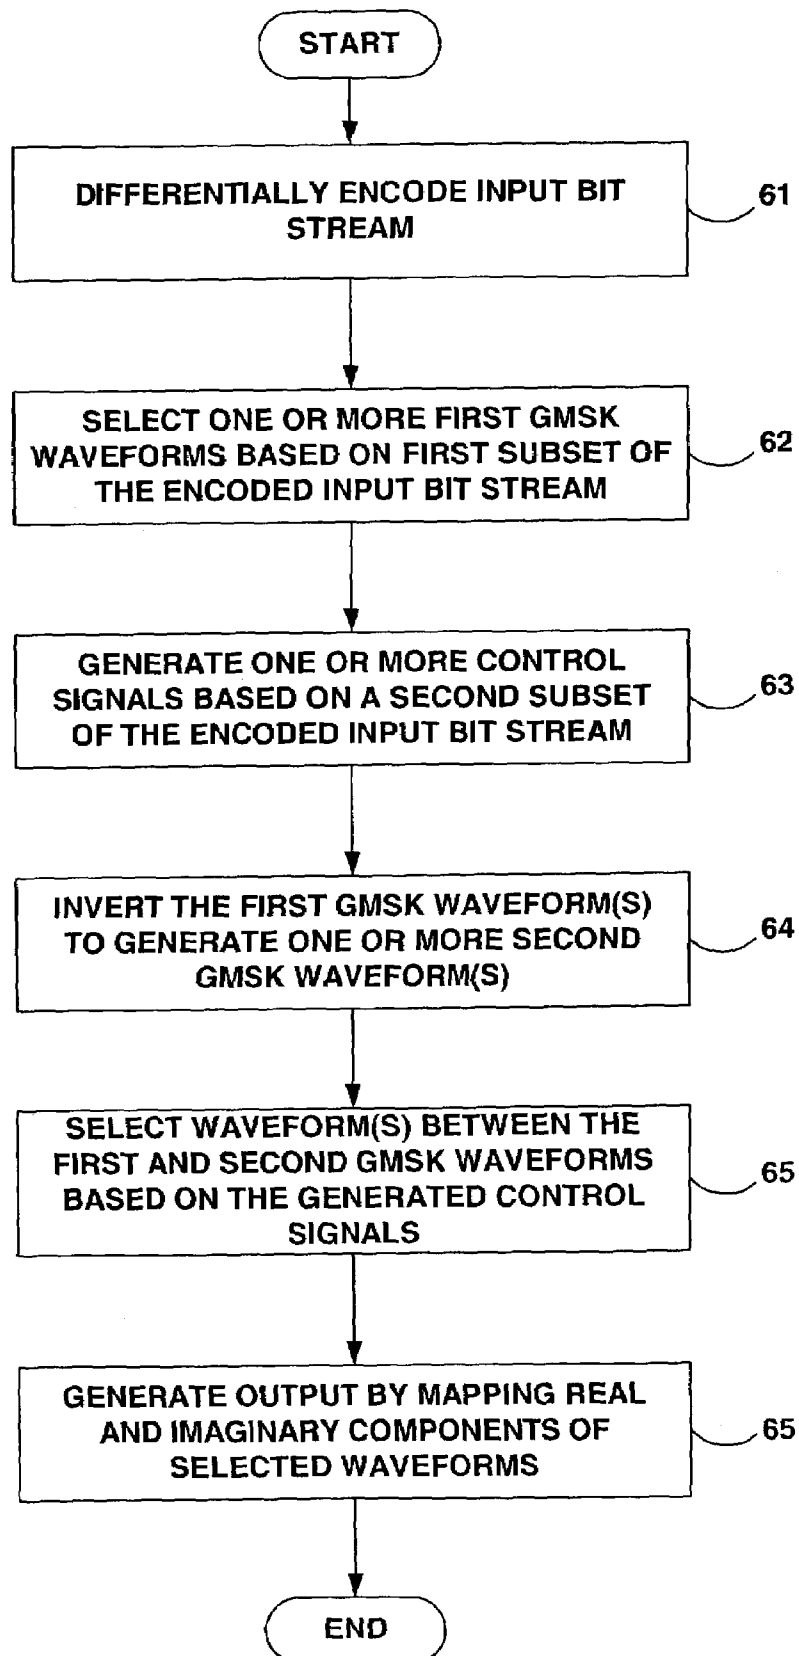 START
DIFFERENTIALLY ENCODE INPUT BIT
STREAM
61
SELECT ONE OR MORE FIRST GMSK
WAVEFORMS BASED ON FIRST SUBSET OF
THE ENCODED INPUT BIT STREAM
62
GENERATE ONE OR MORE CONTROL
SIGNALS BASED ON A SECOND SUBSET
OF THE ENCODED INPUT BIT STREAM
63
INVERT THE FIRST GMSK WAVEFORM(S)
TO GENERATE ONE OR MORE SECOND
GMSK WAVEFORM(S)
64
SELECT WAVEFORM(S) BETWEEN THE
FIRST AND SECOND GMSK WAVEFORMS
BASED ON THE GENERATED CONTROL
SIGNALS
65
GENERATE OUTPUT BY MAPPING REAL
AND IMAGINARY COMPONENTS OF
SELECTED WAVEFORMS
65
END